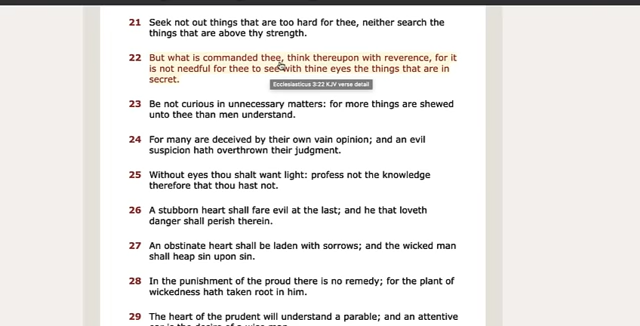 21 Seek not out things that are too hard for thee, neither search the
things that are above thy strength.
22 But what is commanded thee, think thereupon with reverence, for it
is not needful for thee to see with thine eyes the things that are in
secret.
Ecclesiasticus 3:22 KJV verse detail
23 Be not curious in unnecessary matters: for more things are shewed
unto thee than men understand.
24 For many are deceived by their own vain opinion; and an evil
suspicion hath overthrown their judgment.
25 Without eyes thou shalt want light: profess not the knowledge
therefore that thou hast not.
26 A stubborn heart shall fare evil at the last; and he that loveth
danger shall perish therein.
27 An obstinate heart shall be laden with sorrows; and the wicked man
shall heap sin upon sin.
28 In the punishment of the proud there is no remedy; for the plant of
wickedness hath taken root in him.
29 The heart of the prudent will understand a parable; and an attentive